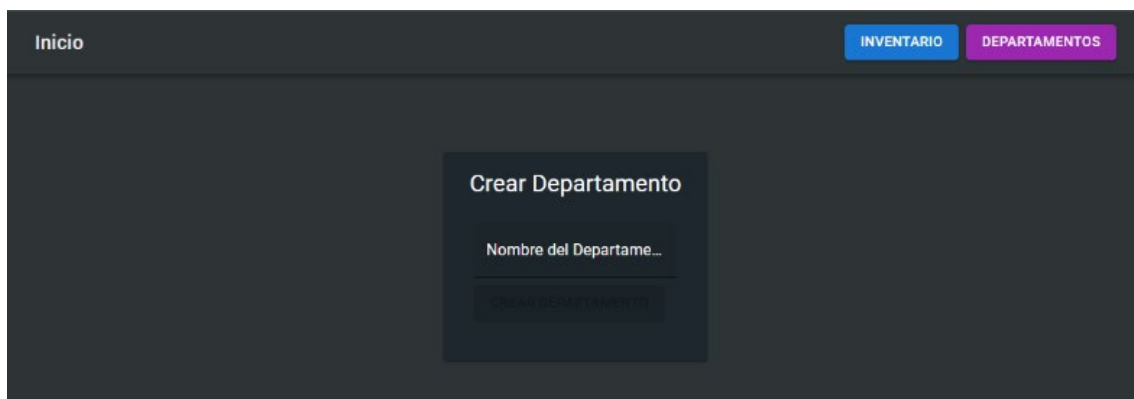 Inicio
INVENTARIO
DEPARTAMENTOS
Crear Departamento
Nombre del Departame...
CREAR DEPARTAMENTO